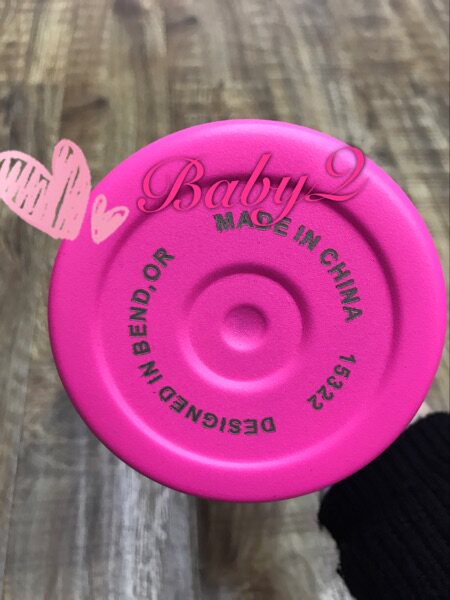 Baby2
MADE IN CHINA
15322
DESIGNED IN BEND, OR